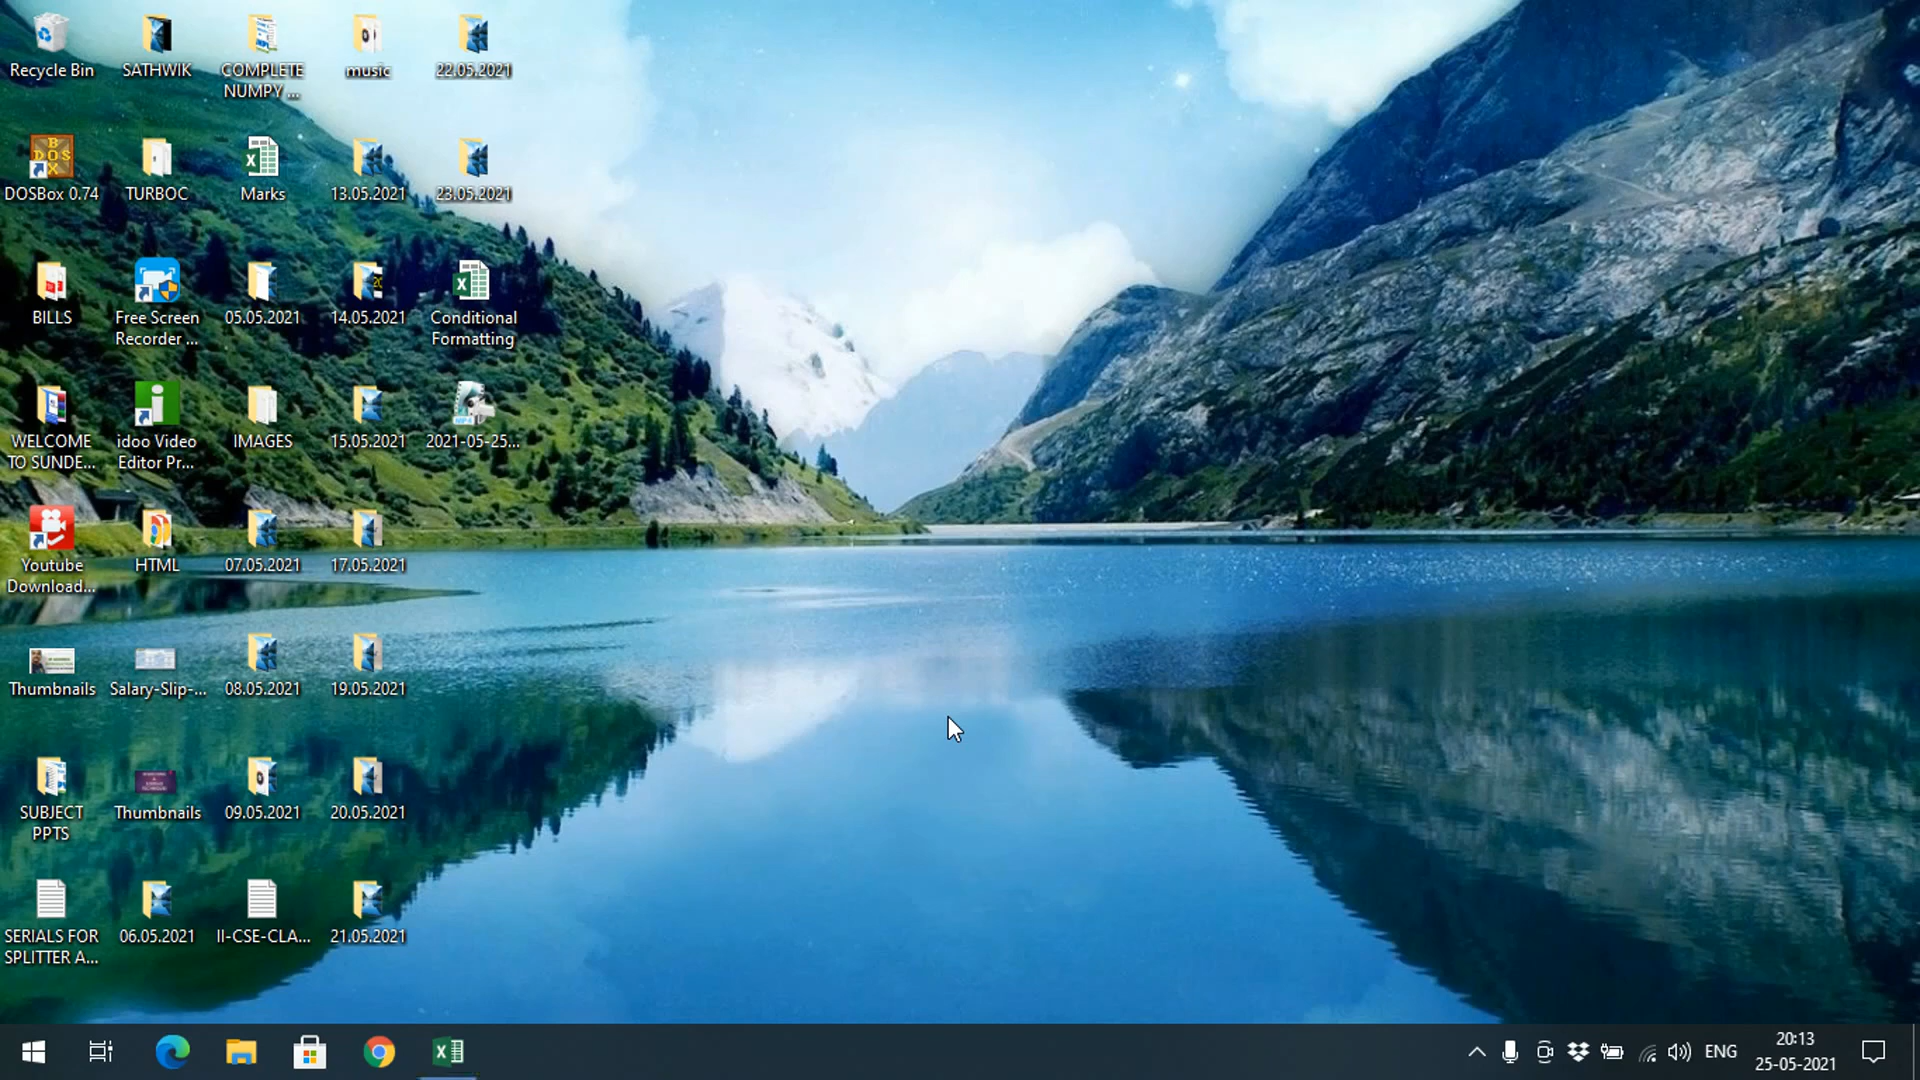 Recycle Bin
SATHWIK
COMPLETE
NUMPY ...
music
22.05.2021
DOSBox 0.74
TURBOC
Marks
13.05.2021
23.05.2021
BILLS
Free Screen
Recorder ...
05.05.2021
14.05.2021
Conditional
Formatting
WELCOME
TO SUNDE...
idoo Video
Editor Pr...
IMAGES
15.05.2021
2021-05-25...
Youtube
Download...
HTML
07.05.2021
17.05.2021
Thumbnails
Salary-Slip-...
08.05.2021
19.05.2021
SUBJECT
PPTS
Thumbnails
09.05.2021
20.05.2021
SERIALS FOR
SPLITTER A...
06.05.2021
II-CSE-CLA...
21.05.2021
ENG
20:13
25-05-2021